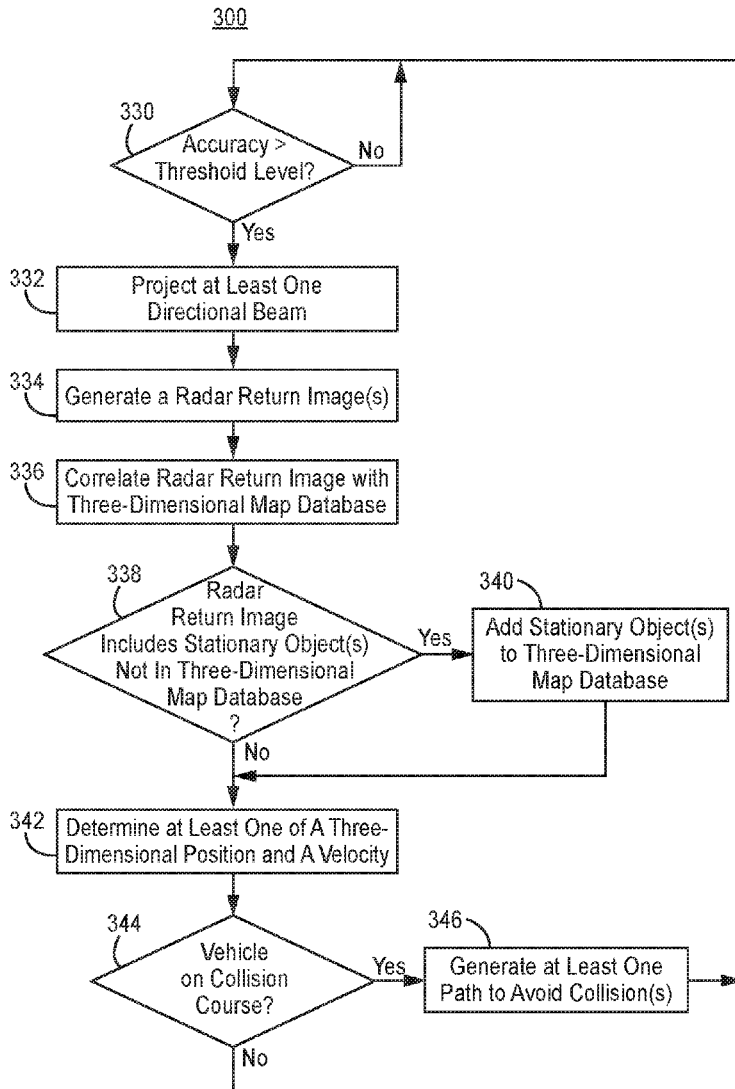 300
330
Accuracy >
Threshold Level?
No
Yes
332
Project at Least One
Directional Beam
334
Generate a Radar Return Image(s)
336
Correlate Radar Return Image with
Three-Dimensional Map Database
338
Radar
Return Image
Includes Stationary Object(s)
Not In Three-Dimensional
Map Database
?
Yes
340
Add Stationary Object(s)
to Three-Dimensional
Map Database
No
342
Determine at Least One of A Three-
Dimensional Position and A Velocity
344
Vehicle
on Collision
Course?
Yes
346
Generate at Least One
Path to Avoid Collision(s)
No